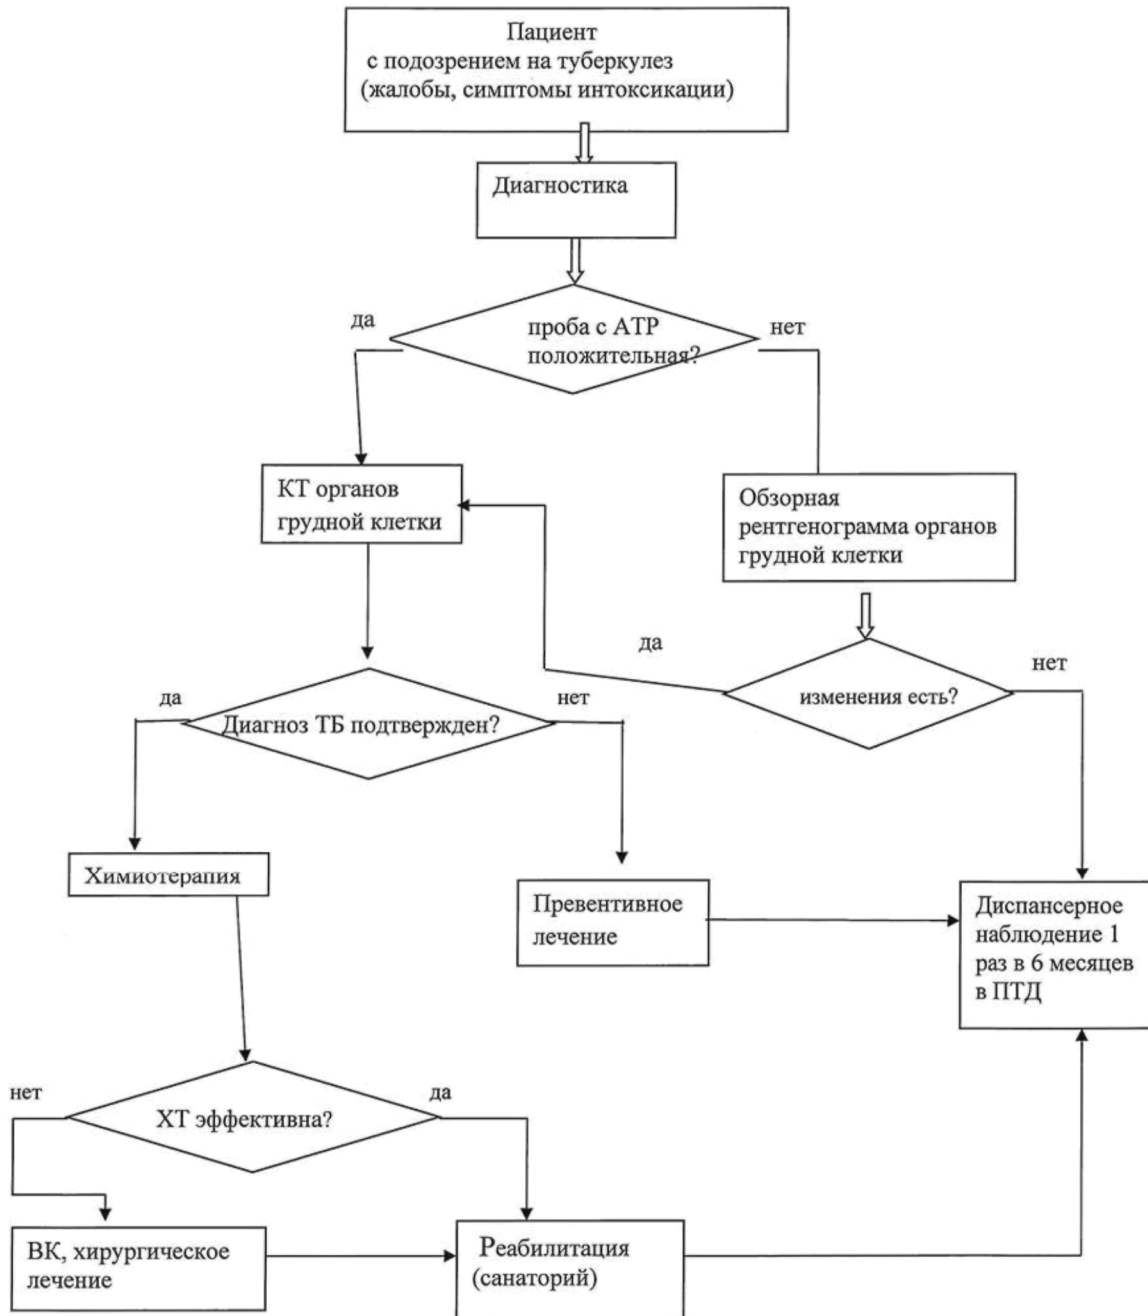 Пациент
с подозрением на туберкулез
(жалобы, симптомы интоксикации)
Диагностика
да
проба с АТР
положительная?
нет
КТ органов
грудной клетки
Обзорная
рентгенограмма органов
грудной клетки
да
изменения есть?
нет
да
Диагноз ТБ подтвержден?
нет
Химиотерапия
Превентивное
лечение
Диспансерное
наблюдение 1
раз в 6 месяцев
в ПТД
нет
ХТ эффективна?
да
ВК, хирургическое
лечение
Реабилитация
(санаторий)